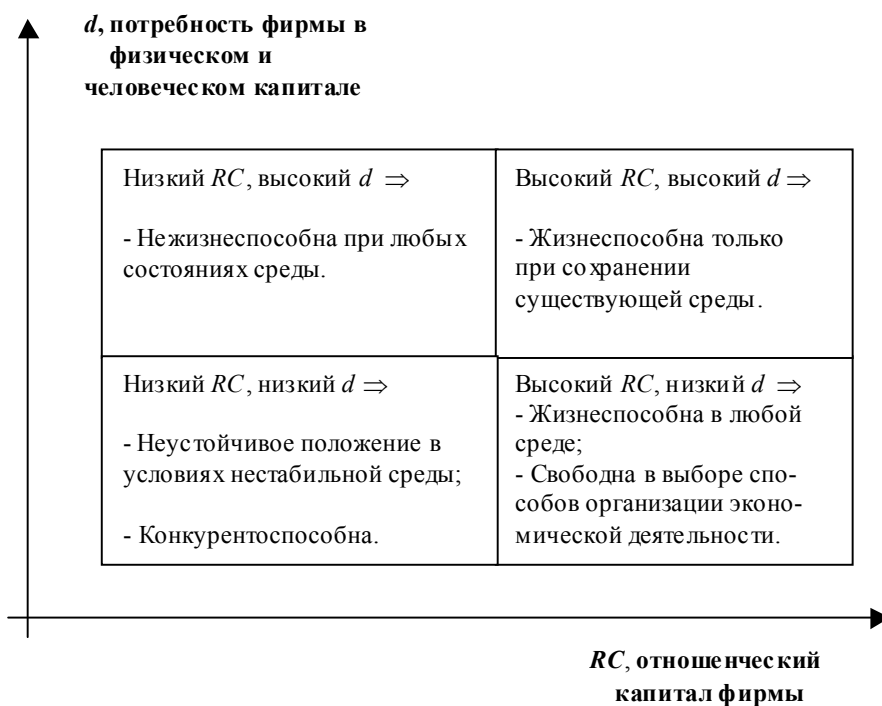 d, потребность фирмы в
физическом и
человеческом капитале
Низкий RC, высокий d ⇒
- Нежизнеспособна при любых
состояниях среды.
Высокий RC, высокий d ⇒
- Жизнеспособна только
при сохранении
существующей среды.
Низкий RC, низкий d ⇒
- Неустойчивое положение в
условиях нестабильной среды;
- Конкурентоспособна.
Высокий RC, низкий d ⇒
- Жизнеспособна в любой
среде;
- Свободна в выборе спо-
собов организации эконо-
мической деятельности.
RC, отношенческий
капитал фирмы